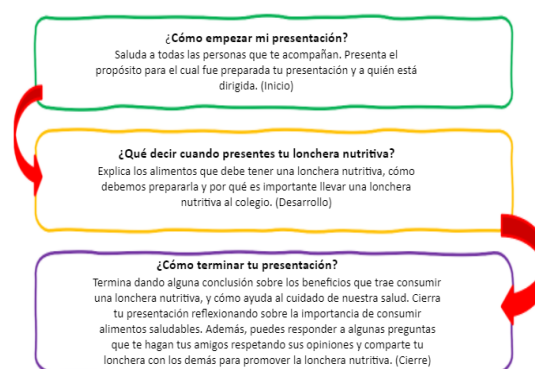 ¿Cómo empezar mi presentación?
Saluda a todas las personas que te acompañan. Presenta el
propósito para el cual fue preparada tu presentación y a quién está
dirigida. (Inicio)
¿Qué decir cuando presentes tu lonchera nutritiva?
Explica los alimentos que debe tener una lonchera nutritiva, cómo
debemos prepararla y por qué es importante llevar una lonchera
nutritiva al colegio. (Desarrollo)
¿Cómo terminar tu presentación?
Termina dando alguna conclusión sobre los beneficios que trae consumir
una lonchera nutritiva, y cómo ayuda al cuidado de nuestra salud. Cierra
tu presentación reflexionando sobre la importancia de consumir
alimentos saludables. Además, puedes responder a algunas preguntas
que te hagan tus amigos respetando sus opiniones y comparte tu
lonchera con los demás para promover la lonchera nutritiva. (Cierre)